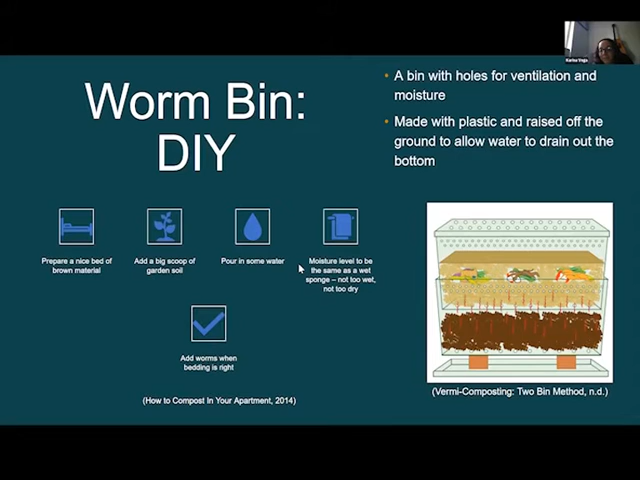 Karina Vega
Worm Bin:
DIY
• A bin with holes for ventilation and
moisture
• Made with plastic and raised off the
ground to allow water to drain out the
bottom
Prepare a nice bed of
brown material
Add a big scoop of
garden soil
Pour in some water
Moisture level to be
the same as a wet
sponge – not too wet,
not too dry
Add worms when
bedding is right
(How to Compost In Your Apartment, 2014)
(Vermi-Composting: Two Bin Method, n.d.)